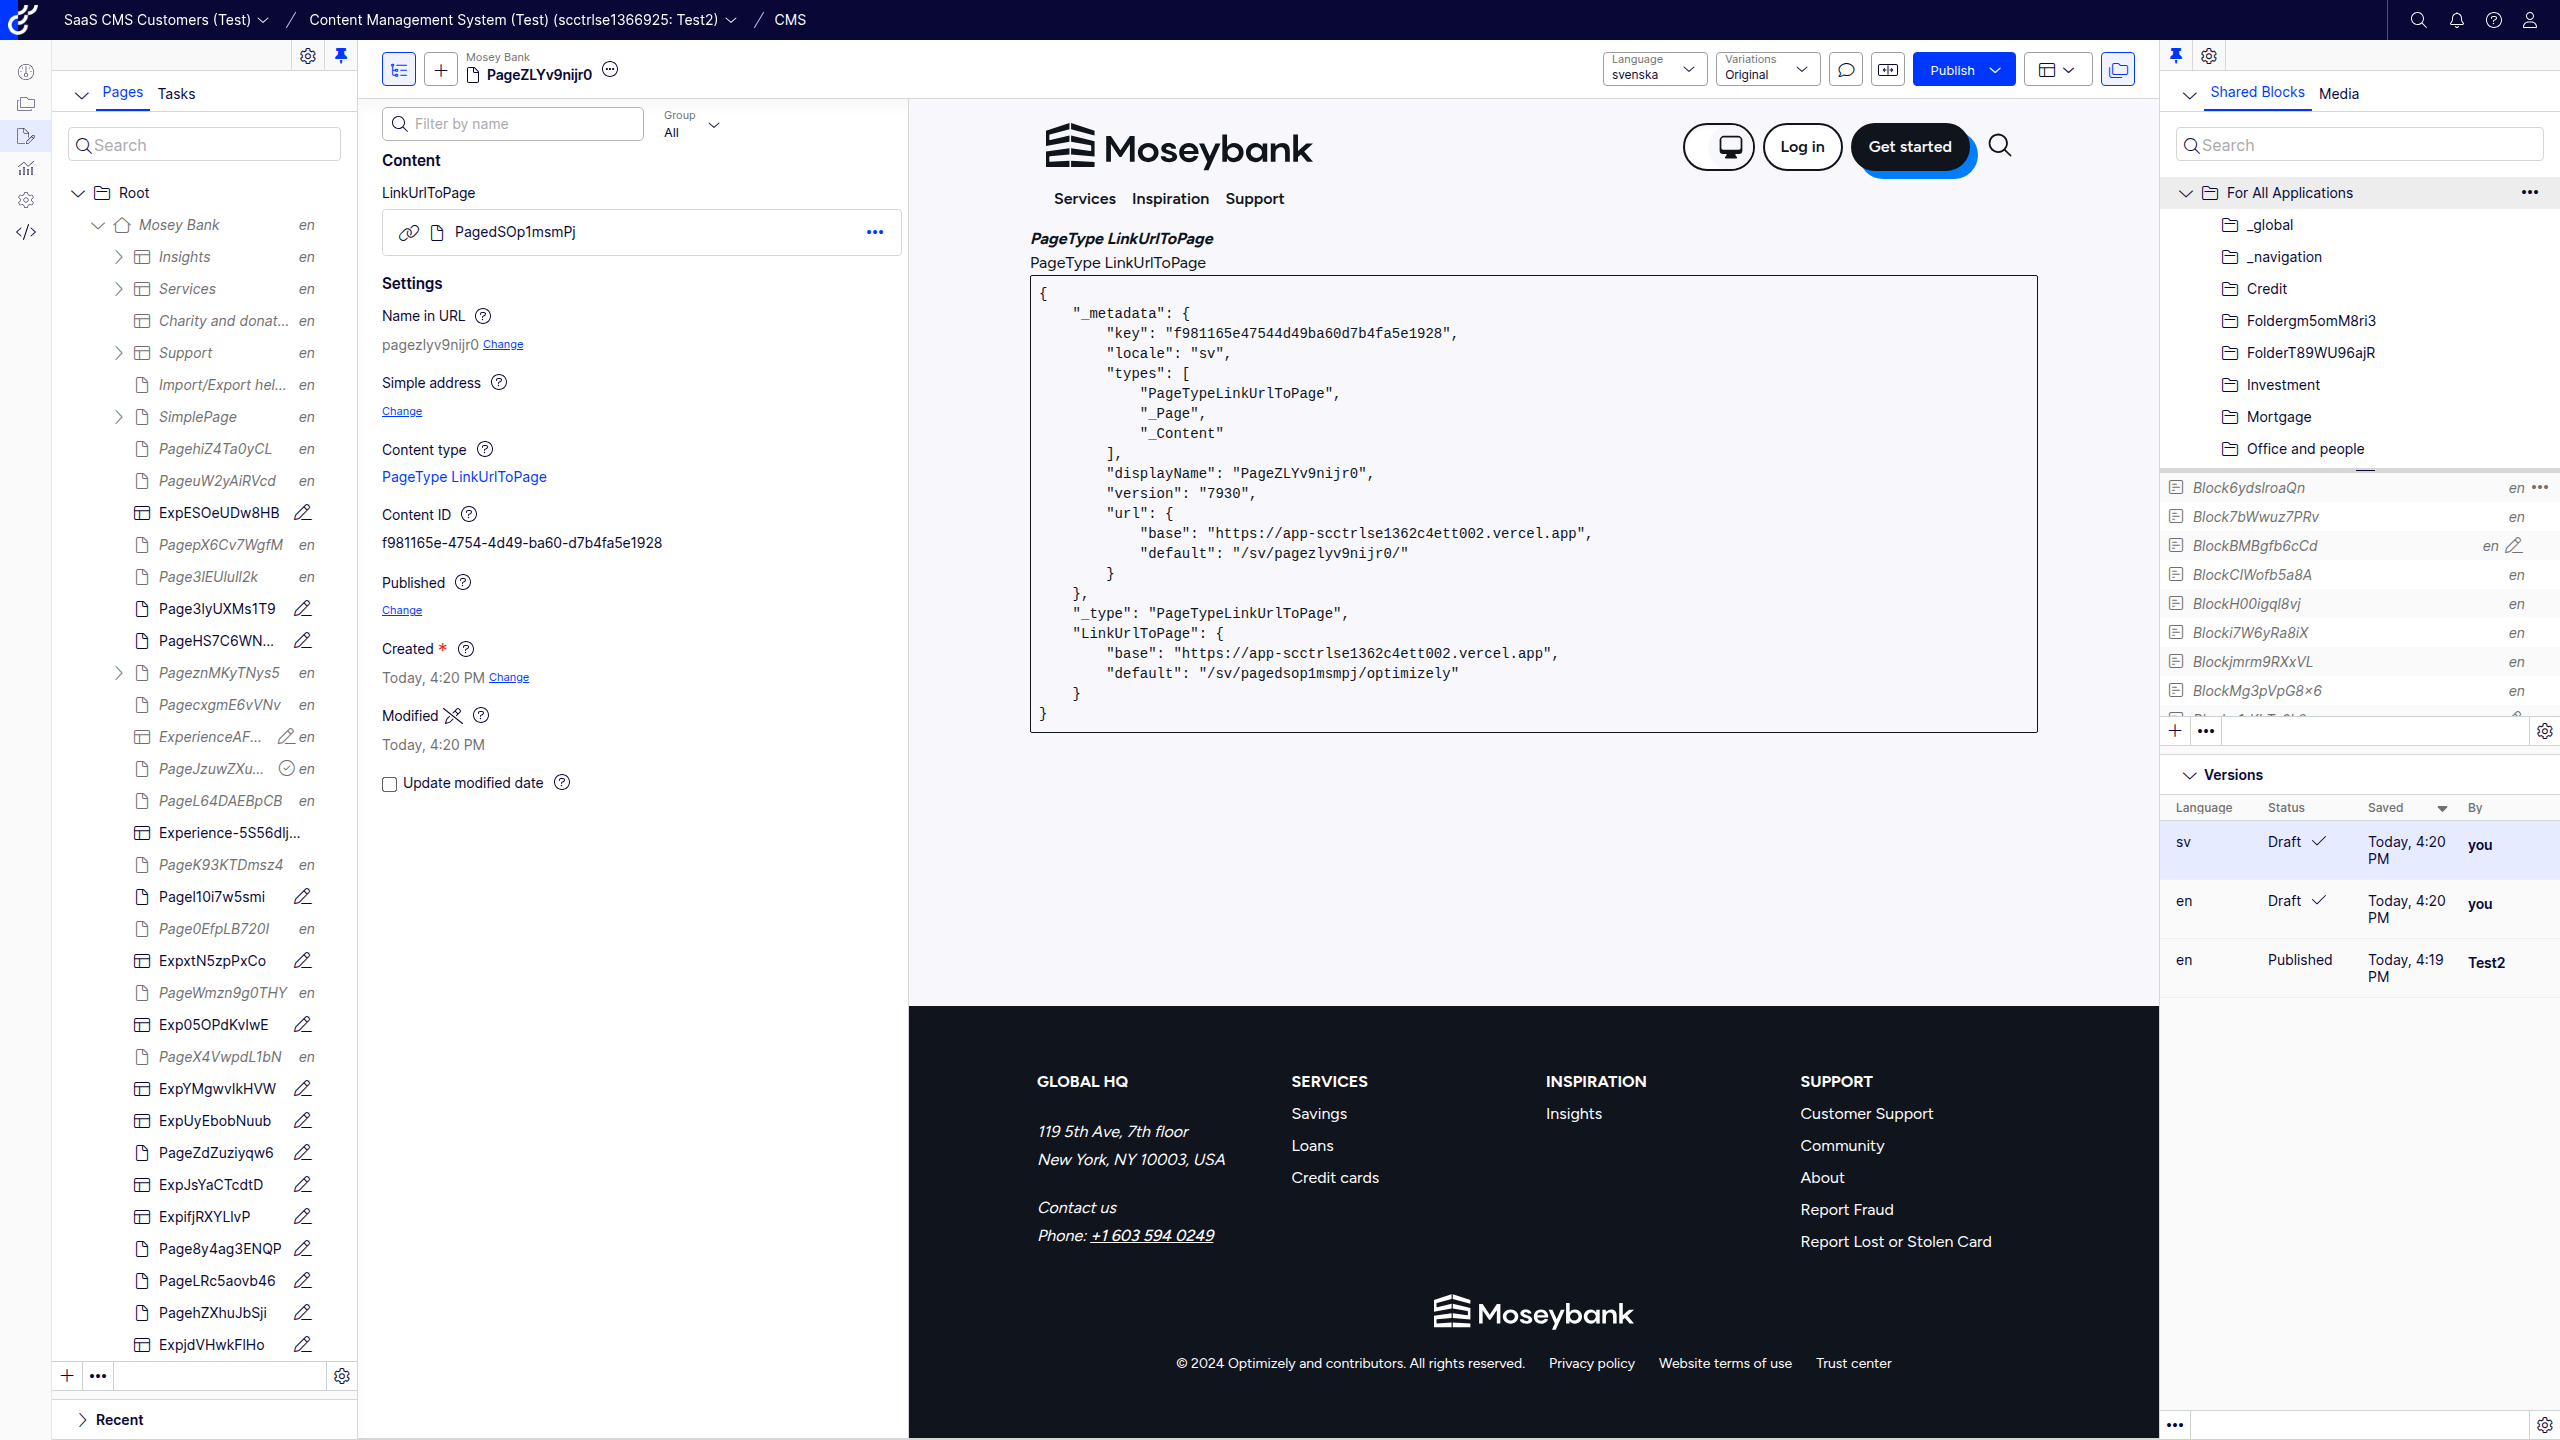 SaaS CMS Customers (Test) / Content Management System (Test) (scctrlse1366925: Test2) / CMS
Pages Tasks
Search
Root
Mosey Bank en
Insights en
Services en
Charity and donat... en
Support en
Import/Export hel... en
SimplePage en
PagehiZ4Ta0yCL en
PageuW2yAiRVcd en
ExpESOeUDw8HB
PagepX6Cv7WgfM en
Page3IEUIuII2k en
Page3IyUXMs1T9
PageHS7C6WN...
PageznMKyTNys5 en
PagecxgmE6vVNv en
ExperienceAF... en
PageJzuwZXu... en
PageL64DAEBpCB en
Experience-5S56dIj...
PageK93KTDmsz4 en
PageI10i7w5smi
Page0EfpLB720I en
ExpxtN5zpPxCo
PageWmzn9g0THY en
Exp05OPdKvIwE
PageX4VwpdL1bN en
ExpYMgwvIkHVW
ExpUyEbobNuub
PageZdZuziyqw6
ExpJsYaCTcdtD
ExpifjRXYLIvP
Page8y4ag3ENQP
PageLRc5aovb46
PagehZXhuJbSji
ExpjdVHwkFIHo
Recent
Mosey Bank
PageZLYv9nijr0
Language
svenska
Variations
Original
Publish
Filter by name
Group
All
Content
LinkUrlToPage
PagedSOp1msmPj
Settings
Name in URL
pagezlyv9nijr0 Change
Simple address
Change
Content type
PageType LinkUrlToPage
Content ID
f981165e-4754-4d49-ba60-d7b4fa5e1928
Published
Change
Created *
Today, 4:20 PM Change
Modified
Today, 4:20 PM
Update modified date
Moseybank
Log in
Get started
Services Inspiration Support
PageType LinkUrlToPage
PageType LinkUrlToPage
{
"_metadata": {
"key": "f981165e47544d49ba60d7b4fa5e1928",
"locale": "sv",
"types": [
"PageTypeLinkUrlToPage",
"_Page",
"_Content"
],
"displayName": "PageZLYv9nijr0",
"version": "7930",
"url": {
"base": "https://app-scctrlse1362c4ett002.vercel.app",
"default": "/sv/pagezlyv9nijr0/"
}
},
"_type": "PageTypeLinkUrlToPage",
"LinkUrlToPage": {
"base": "https://app-scctrlse1362c4ett002.vercel.app",
"default": "/sv/pagedsop1msmpj/optimizely"
}
}
GLOBAL HQ
119 5th Ave, 7th floor
New York, NY 10003, USA
Contact us
Phone: +1 603 594 0249
SERVICES
Savings
Loans
Credit cards
INSPIRATION
Insights
SUPPORT
Customer Support
Community
About
Report Fraud
Report Lost or Stolen Card
Moseybank
© 2024 Optimizely and contributors. All rights reserved. Privacy policy Website terms of use Trust center
Shared Blocks Media
Search
For All Applications
_global
_navigation
Credit
Foldergm5omM8ri3
FolderT89WU96ajR
Investment
Mortgage
Office and people
Block6ydsIroaQn en
Block7bWwuz7PRv en
BlockBMBgfb6cCd en
BlockCIWofb5a8A en
BlockH00igqI8vj en
Blocki7W6yRa8iX en
Blockjmrm9RXxVL en
BlockMg3pVpG8x6 en
Versions
Language Status Saved By
sv Draft Today, 4:20 PM you
en Draft Today, 4:20 PM you
en Published Today, 4:19 PM Test2